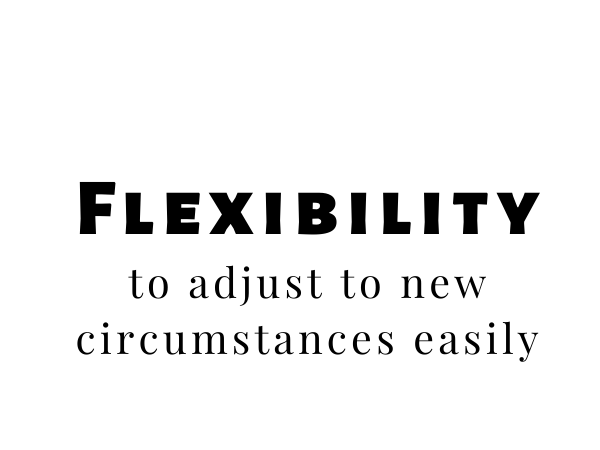 Flexibility
to adjust to new
circumstances easily